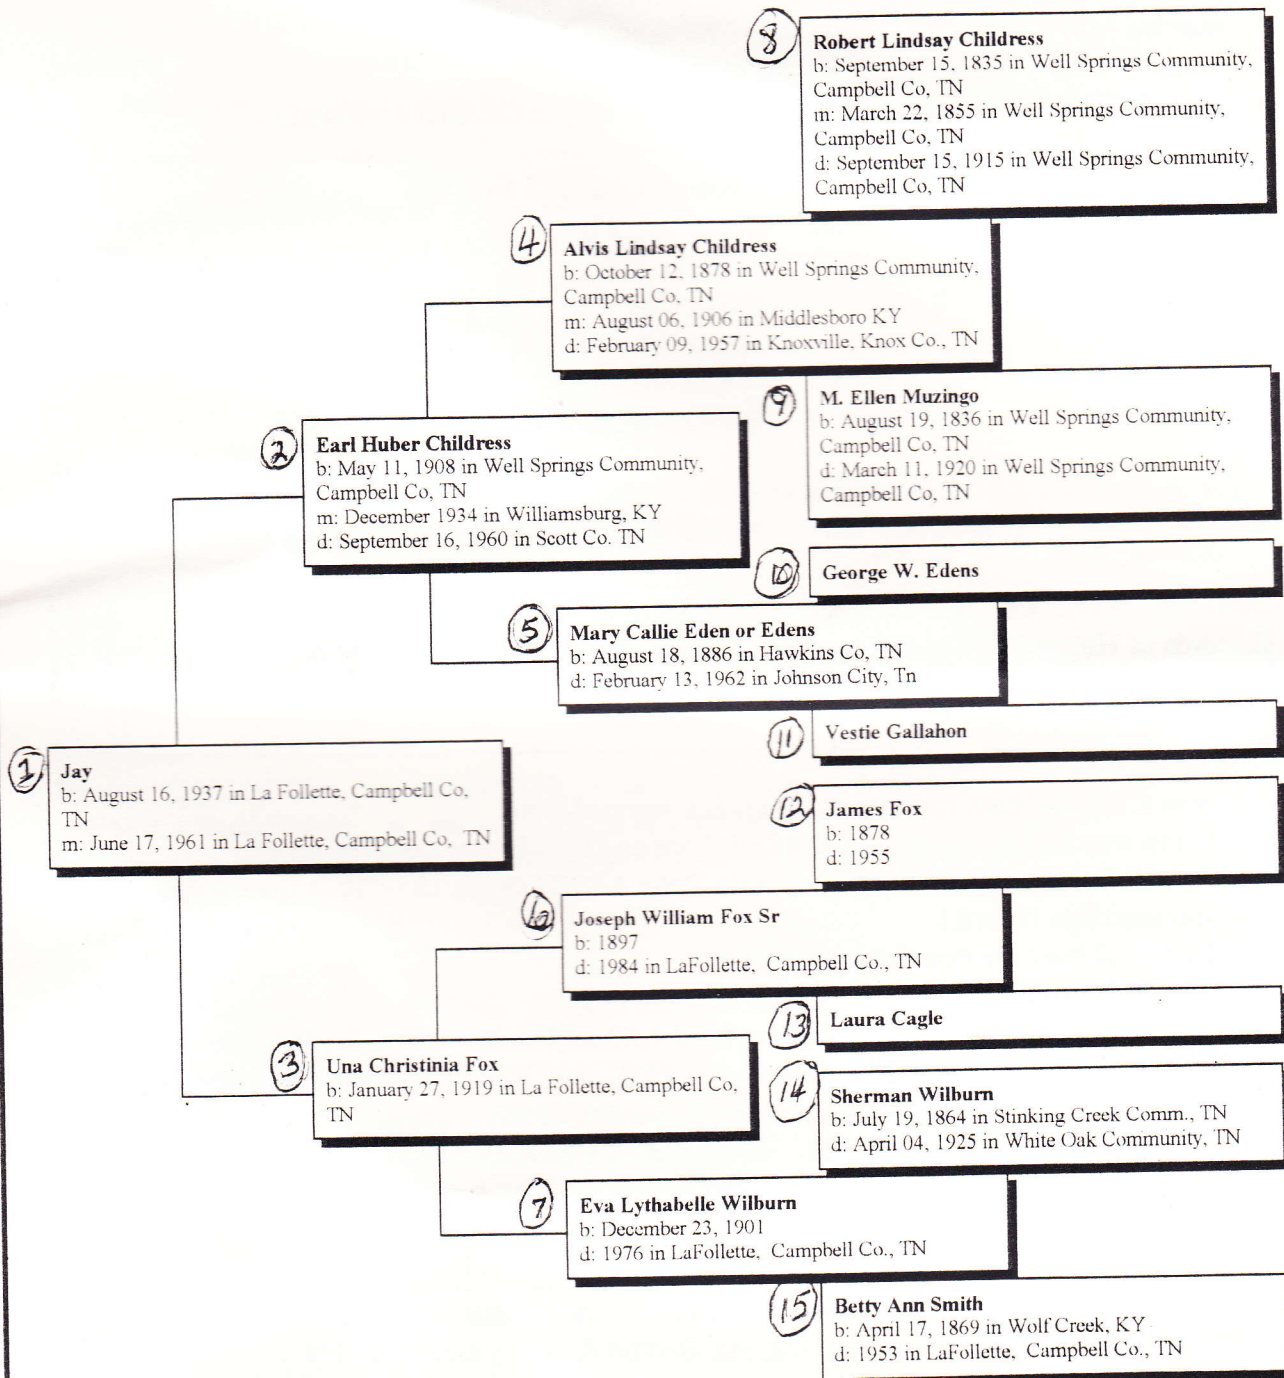 8
Robert Lindsay Childress
b: September 15, 1835 in Well Springs Community,
Campbell Co, TN
m: March 22, 1855 in Well Springs Community,
Campbell Co, TN
d: September 15, 1915 in Well Springs Community,
Campbell Co, TN
4
Alvis Lindsay Childress
b: October 12, 1878 in Well Springs Community,
Campbell Co, TN
m: August 06, 1906 in Middlesboro KY
d: February 09, 1957 in Knoxville, Knox Co., TN
9
M. Ellen Muzingo
b: August 19, 1836 in Well Springs Community,
Campbell Co, TN
d: March 11, 1920 in Well Springs Community,
Campbell Co, TN
2
Earl Huber Childress
b: May 11, 1908 in Well Springs Community,
Campbell Co, TN
m: December 1934 in Williamsburg, KY
d: September 16, 1960 in Scott Co. TN
10
George W. Edens
5
Mary Callie Eden or Edens
b: August 18, 1886 in Hawkins Co, TN
d: February 13, 1962 in Johnson City, Tn
11
Vestie Gallahon
1
Jay
b: August 16, 1937 in La Follette, Campbell Co,
TN
m: June 17, 1961 in La Follette, Campbell Co, TN
12
James Fox
b: 1878
d: 1955
6
Joseph William Fox Sr
b: 1897
d: 1984 in LaFollette, Campbell Co., TN
13
Laura Cagle
3
Una Christinia Fox
b: January 27, 1919 in La Follette, Campbell Co,
TN
14
Sherman Wilburn
b: July 19, 1864 in Stinking Creek Comm., TN
d: April 04, 1925 in White Oak Community, TN
7
Eva Lythabelle Wilburn
b: December 23, 1901
d: 1976 in LaFollette, Campbell Co., TN
15
Betty Ann Smith
b: April 17, 1869 in Wolf Creek, KY
d: 1953 in LaFollette, Campbell Co., TN